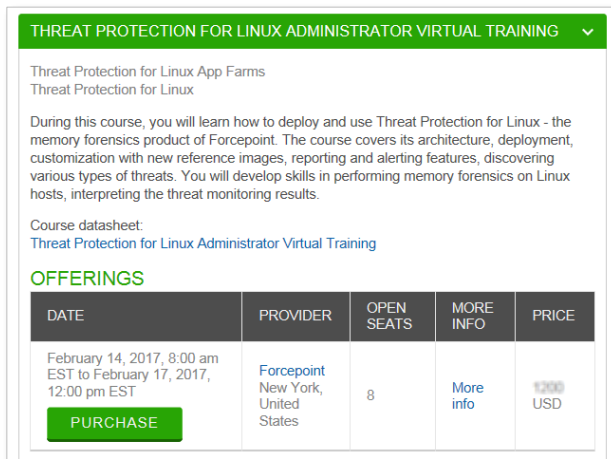 THREAT PROTECTION FOR LINUX ADMINISTRATOR VIRTUAL TRAINING
Threat Protection for Linux App Farms
Threat Protection for Linux
During this course, you will learn how to deploy and use Threat Protection for Linux - the
memory forensics product of Forcepoint. The course covers its architecture, deployment,
customization with new reference images, reporting and alerting features, discovering
various types of threats. You will develop skills in performing memory forensics on Linux
hosts, interpreting the threat monitoring results.
Course datasheet:
Threat Protection for Linux Administrator Virtual Training
OFFERINGS
DATE
PROVIDER
OPEN
SEATS
MORE
INFO
PRICE
February 14, 2017, 8:00 am
EST to February 17, 2017,
12:00 pm EST
PURCHASE
Forcepoint
New York,
United
States
8
More
info
USD